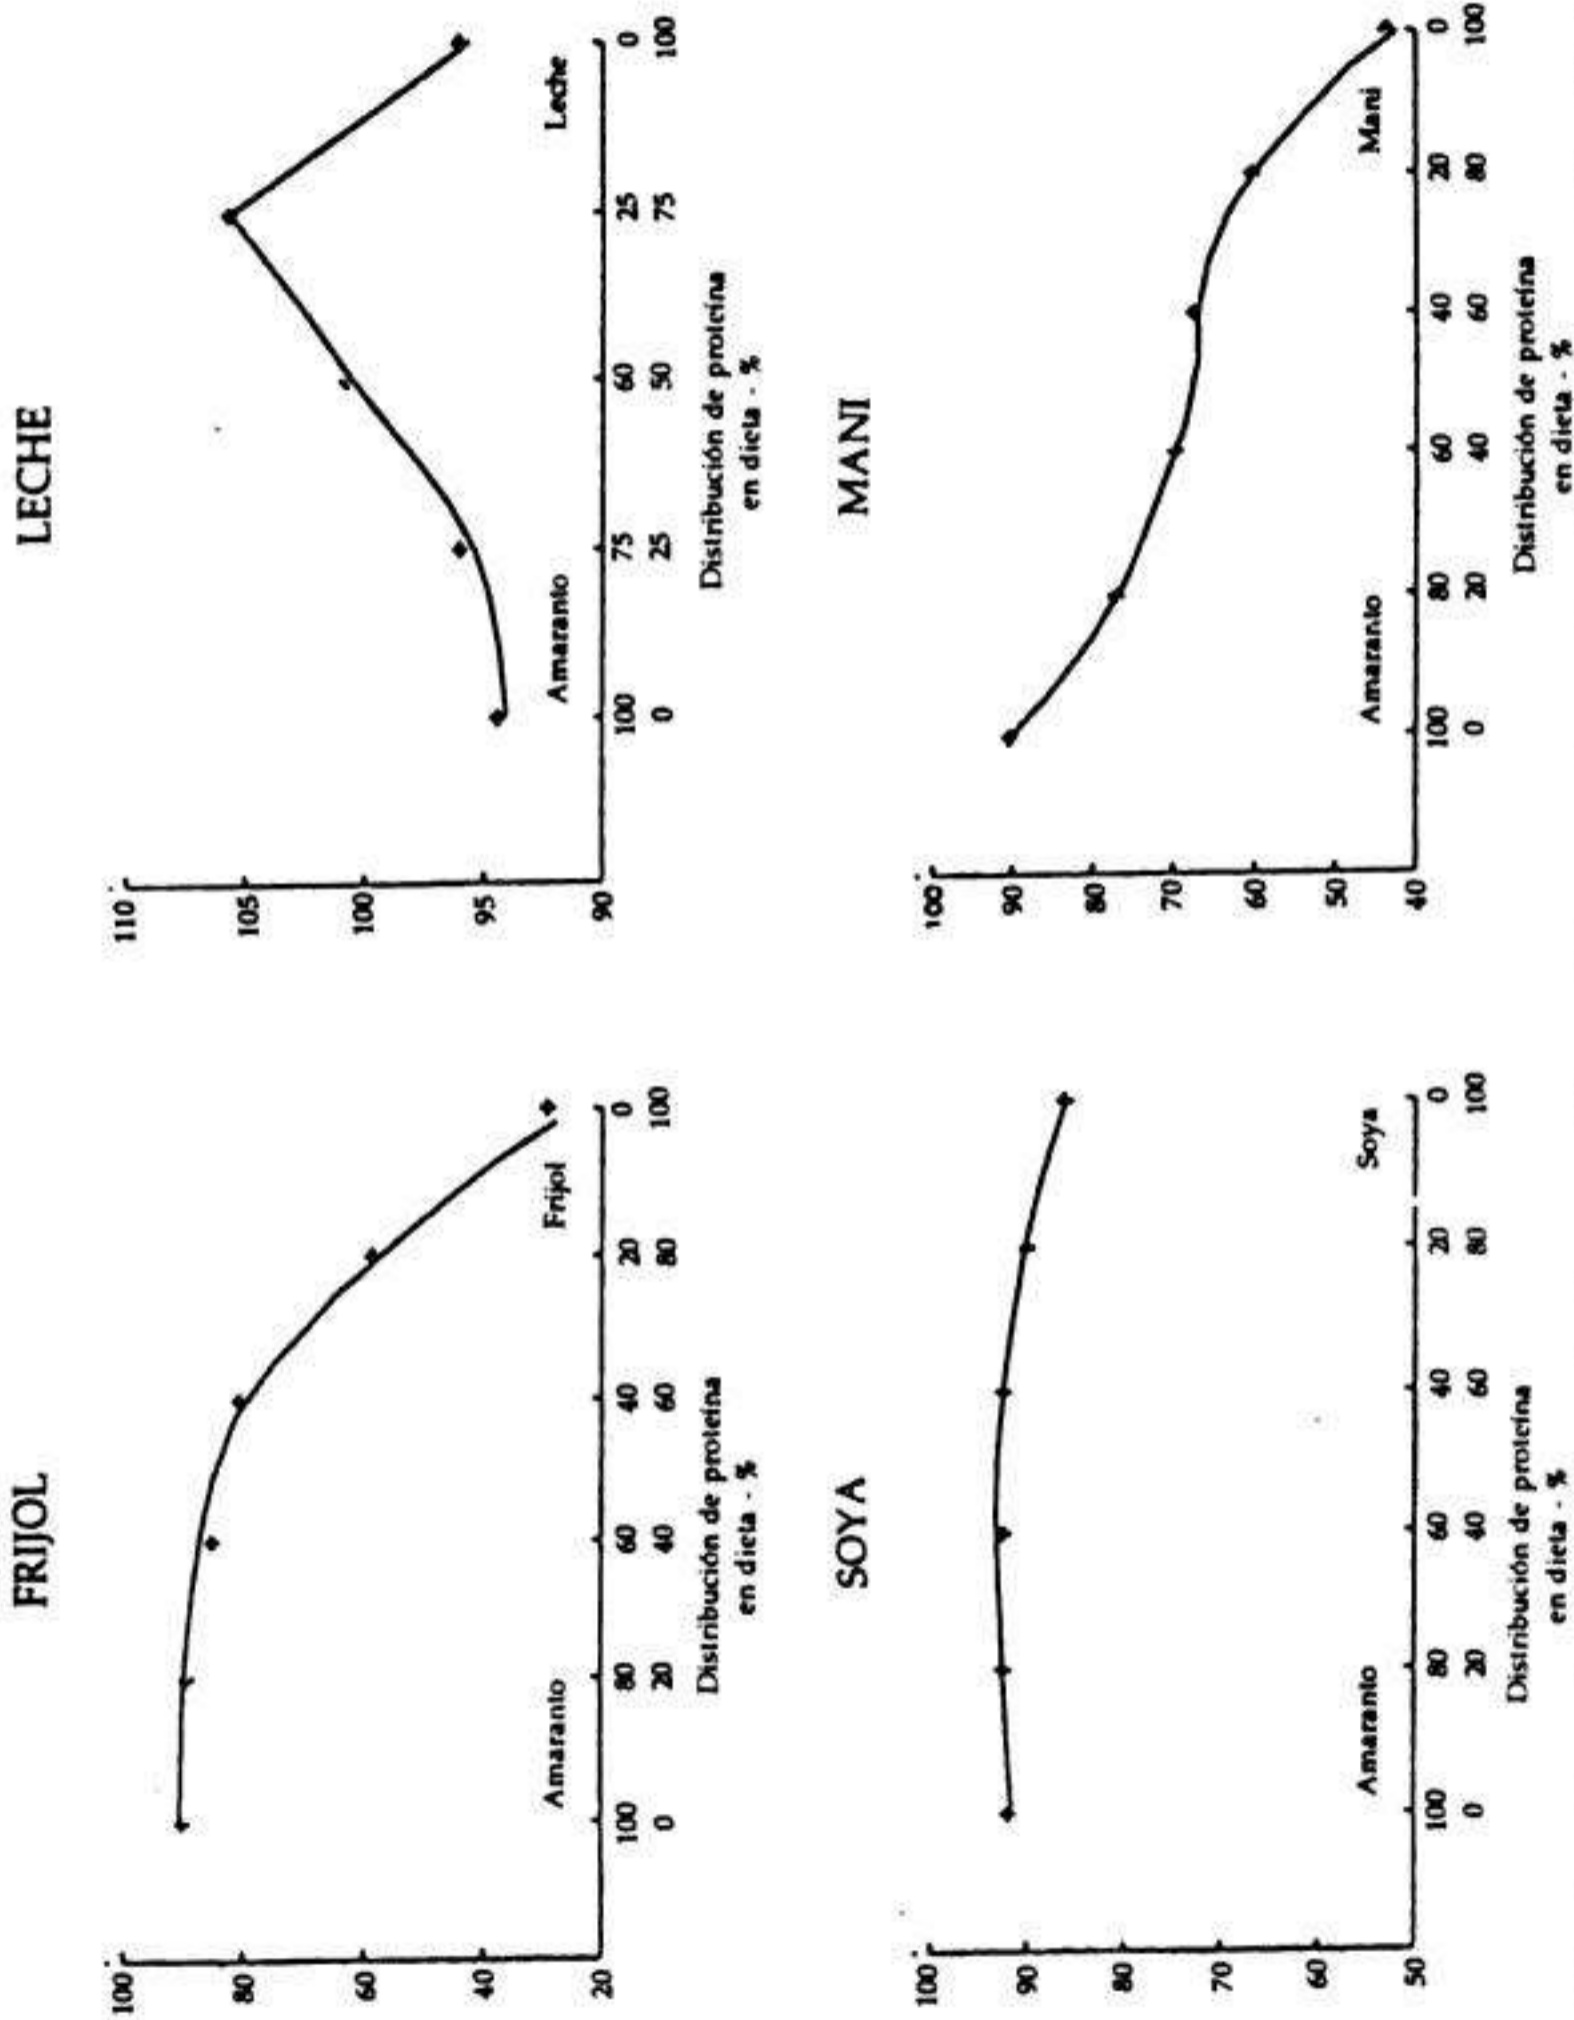 FRIJOL
100
80
60
40
20
Amaranto Frijol
100 80 60 40 20 0
0 20 40 60 80 100
Distribución de proteína
en dieta - %
LECHE
110
105
100
95
90
Amaranto Leche
100 75 60 25 0
0 25 50 75 100
Distribución de proteína
en dieta - %
SOYA
100
90
80
70
60
50
Amaranto Soya
100 80 60 40 20 0
0 20 40 60 80 100
Distribución de proteína
en dieta - %
MANI
100
90
80
70
60
50
40
Amaranto Mani
100 80 60 40 20 0
0 20 40 60 80 100
Distribución de proteína
en dieta - %